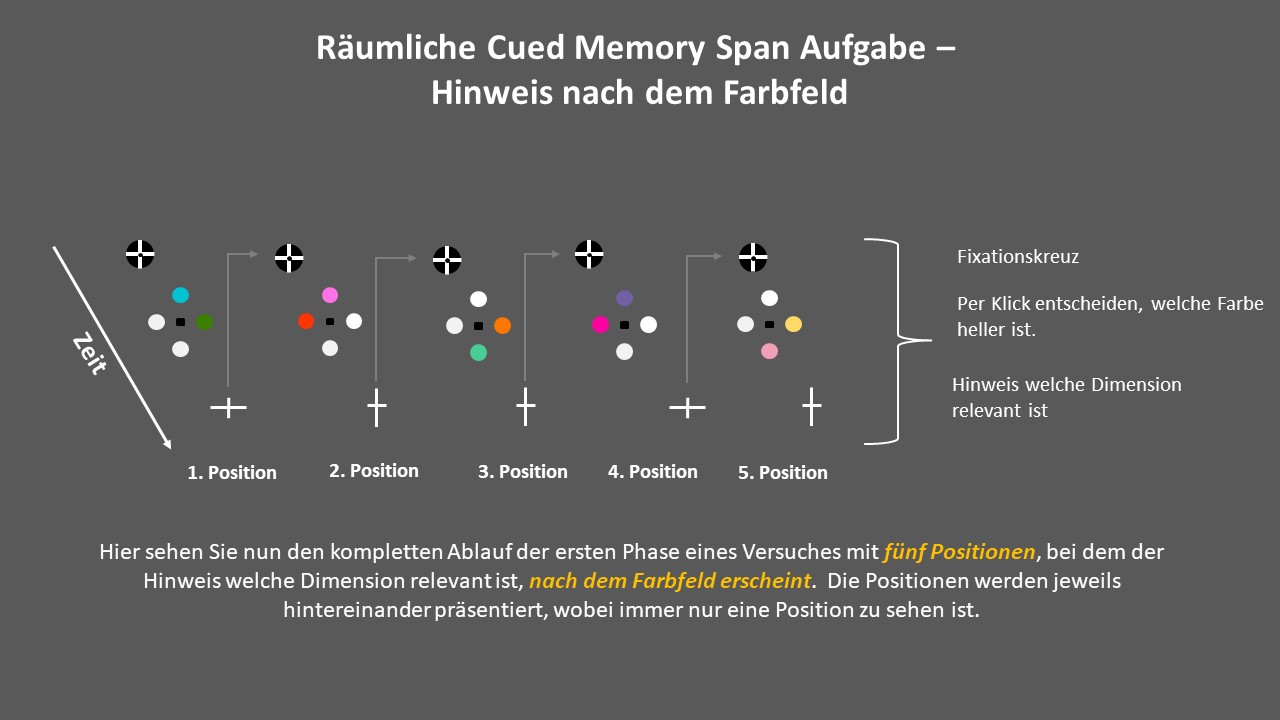 Räumliche Cued Memory Span Aufgabe –
Hinweis nach dem Farbfeld
Zeit
Fixationskreuz
Per Klick entscheiden, welche Farbe
heller ist.
Hinweis welche Dimension
relevant ist
1. Position
2. Position
3. Position
4. Position
5. Position
Hier sehen Sie nun den kompletten Ablauf der ersten Phase eines Versuches mit fünf Positionen, bei dem der
Hinweis welche Dimension relevant ist, nach dem Farbfeld erscheint. Die Positionen werden jeweils
hintereinander präsentiert, wobei immer nur eine Position zu sehen ist.